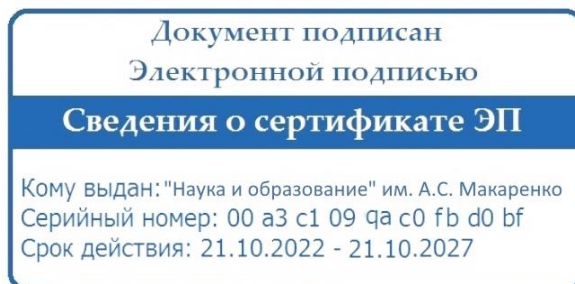 Документ подписан
Электронной подписью
Сведения о сертификате ЭП
Кому выдан:"Наука и образование" им. А.С. Макаренко
Серийный номер: 00 a3 c1 09 qa c0 fb d0 bf
Срок действия: 21.10.2022 - 21.10.2027